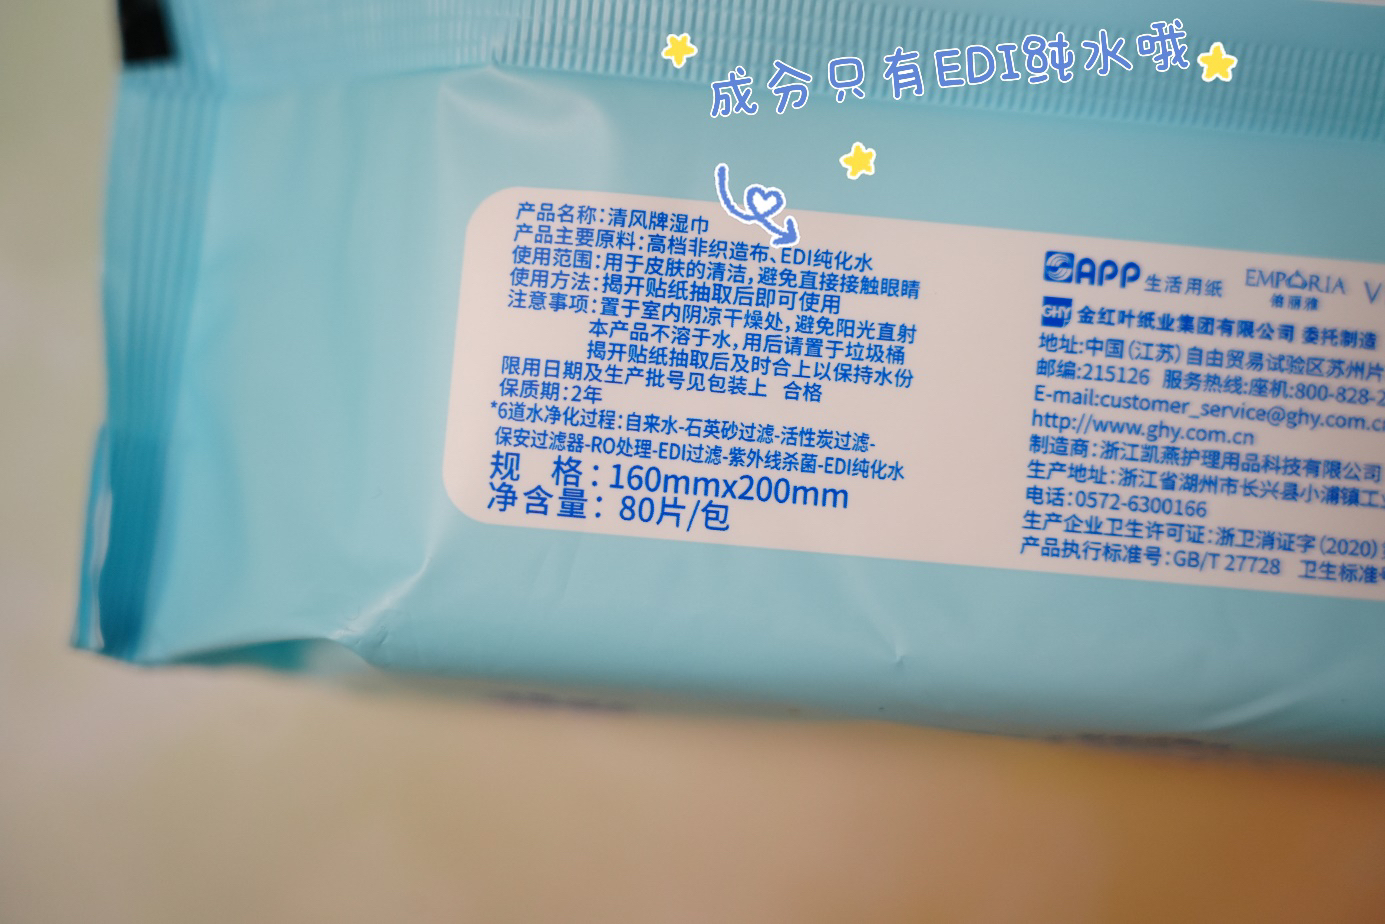 成分只有EDI纯水哦
产品名称：清风牌湿巾
产品主要原料：高档非织造布、EDI纯化水
使用范围：用于皮肤的清洁，避免直接接触眼睛
使用方法：揭开贴纸抽取后即可使用
注意事项：置于室内阴凉干燥处，避免阳光直射
本产品不溶于水，用后请置于垃圾桶
揭开贴纸抽取后及时合上以保持水份
限用日期及生产批号见包装上 合格
保质期：2年
*6道水净化过程：自来水-石英砂过滤-活性炭过滤-
保安过滤器-RO处理-EDI过滤-紫外线杀菌-EDI纯化水
规 格：160mmx200mm
净含量：80片/包
APP生活用纸 EMPORIA V
伯丽雅
GHY 金红叶纸业集团有限公司 委托制造
地址:中国（江苏）自由贸易试验区苏州片
邮编:215126 服务热线:座机:800-828-2
E-mail:customer_service@ghy.com.cn
http://www.ghy.com.cn
制造商：浙江凯燕护理用品科技有限公司
生产地址：浙江省湖州市长兴县小浦镇工业
电话：0572-6300166
生产企业卫生许可证：浙卫消证字（2020）第
产品执行标准号：GB/T 27728 卫生标准号